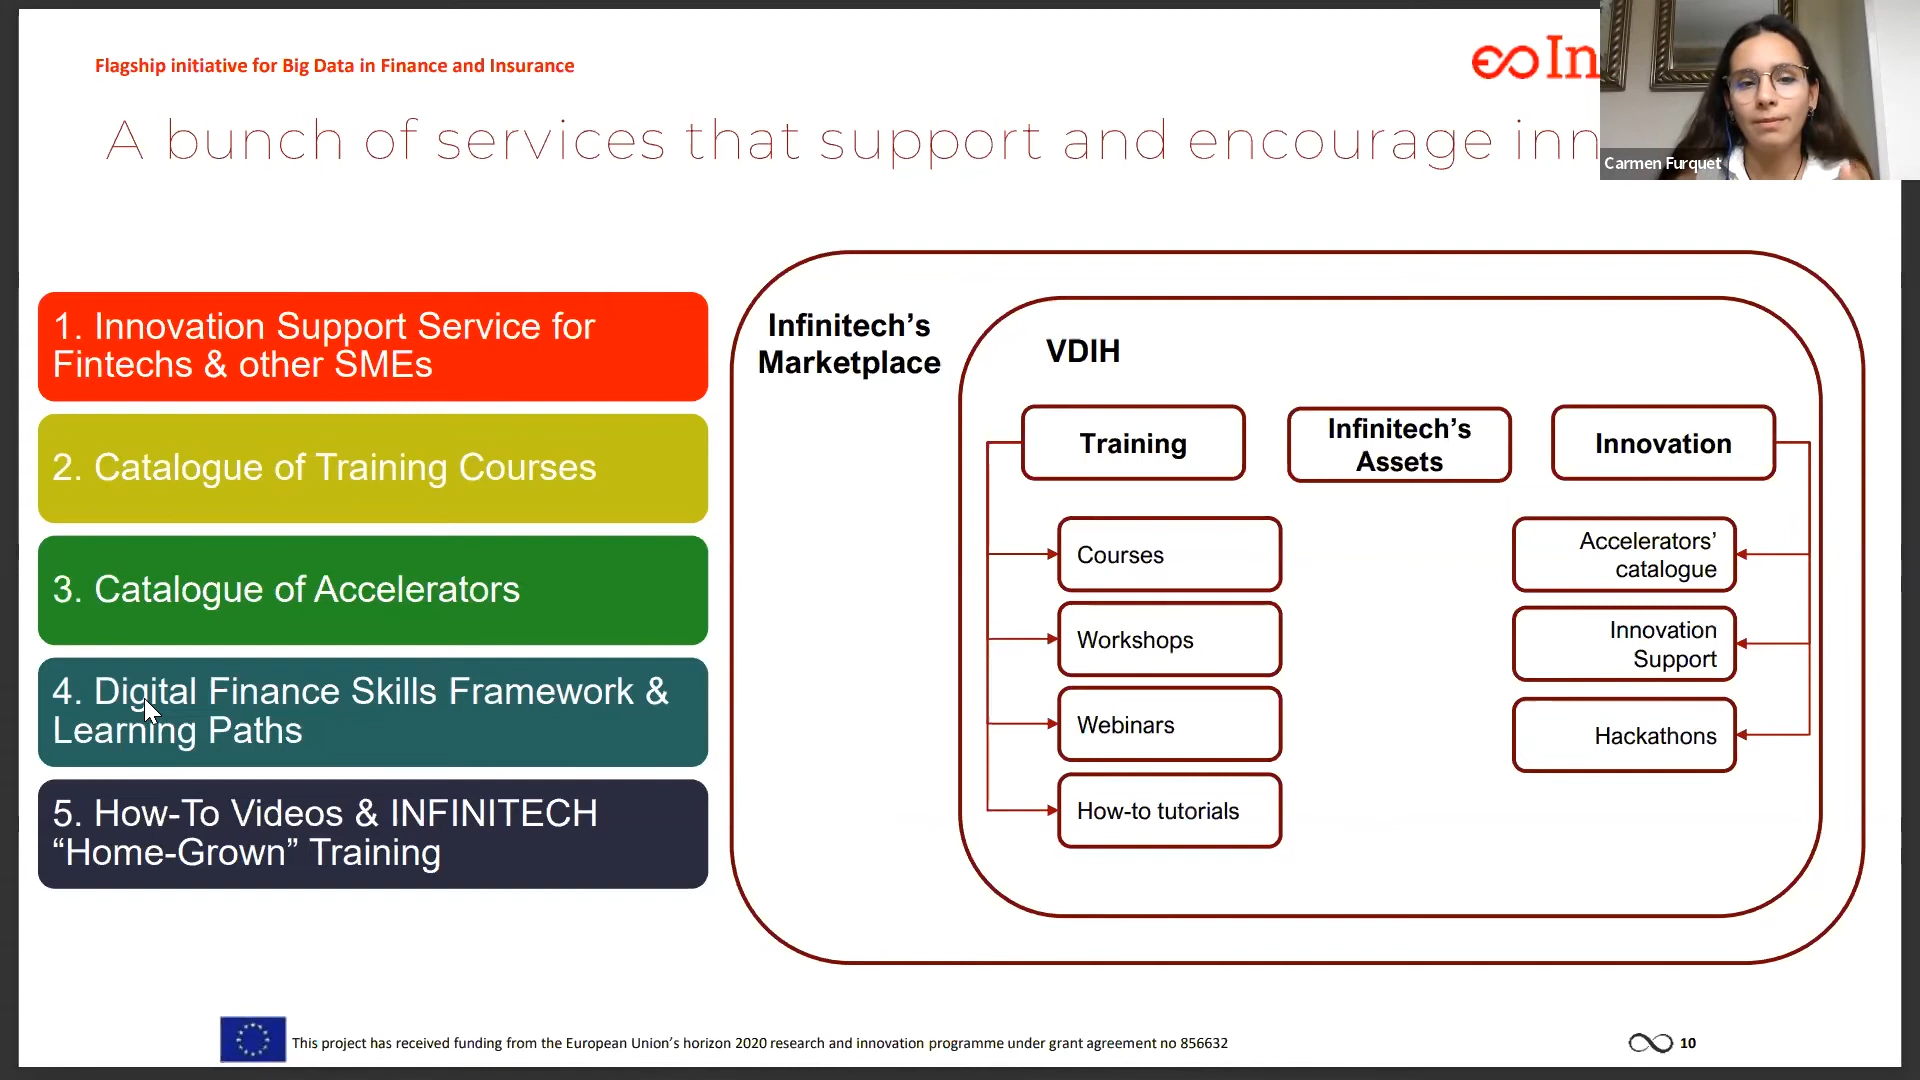 Flagship initiative for Big Data in Finance and Insurance
In
A bunch of services that support and encourage inn
Carmen Furquet
1. Innovation Support Service for
Fintechs & other SMEs
2. Catalogue of Training Courses
3. Catalogue of Accelerators
4. Digital Finance Skills Framework &
Learning Paths
5. How-To Videos & INFINITECH
“Home-Grown” Training
Infinitech’s
Marketplace
VDIH
Training
Courses
Workshops
Webinars
How-to tutorials
Infinitech’s
Assets
Innovation
Accelerators’
catalogue
Innovation
Support
Hackathons
This project has received funding from the European Union’s horizon 2020 research and innovation programme under grant agreement no 856632
10